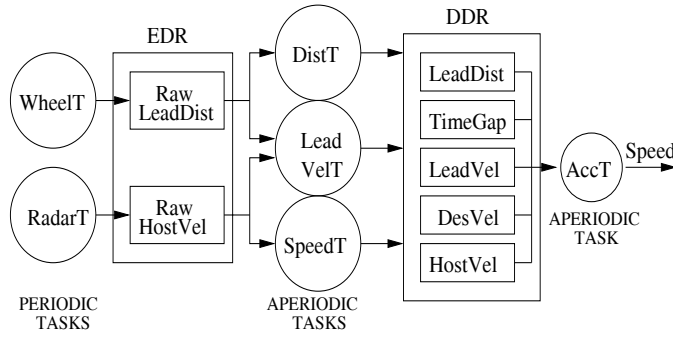 EDR
DDR
WheelT
Raw
LeadDist
DistT
LeadDist
TimeGap
Lead
VelT
LeadVel
AccT
Speed
RadarT
Raw
HostVel
SpeedT
DesVel
HostVel
APERIODIC
TASK
PERIODIC
TASKS
APERIODIC
TASKS